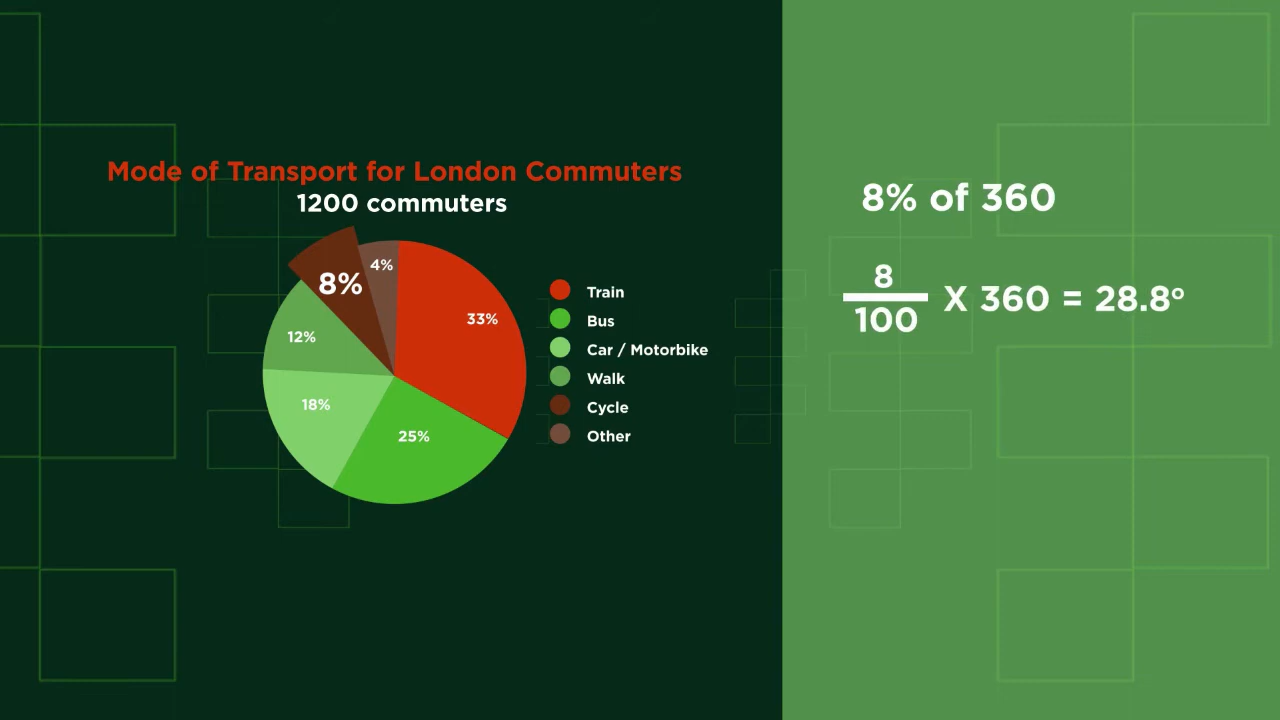 Mode of Transport for London Commuters
1200 commuters
4%
8%
33%
12%
18%
25%
Train
Bus
Car / Motorbike
Walk
Cycle
Other
8% of 360
8
100
X 360 = 28.8º